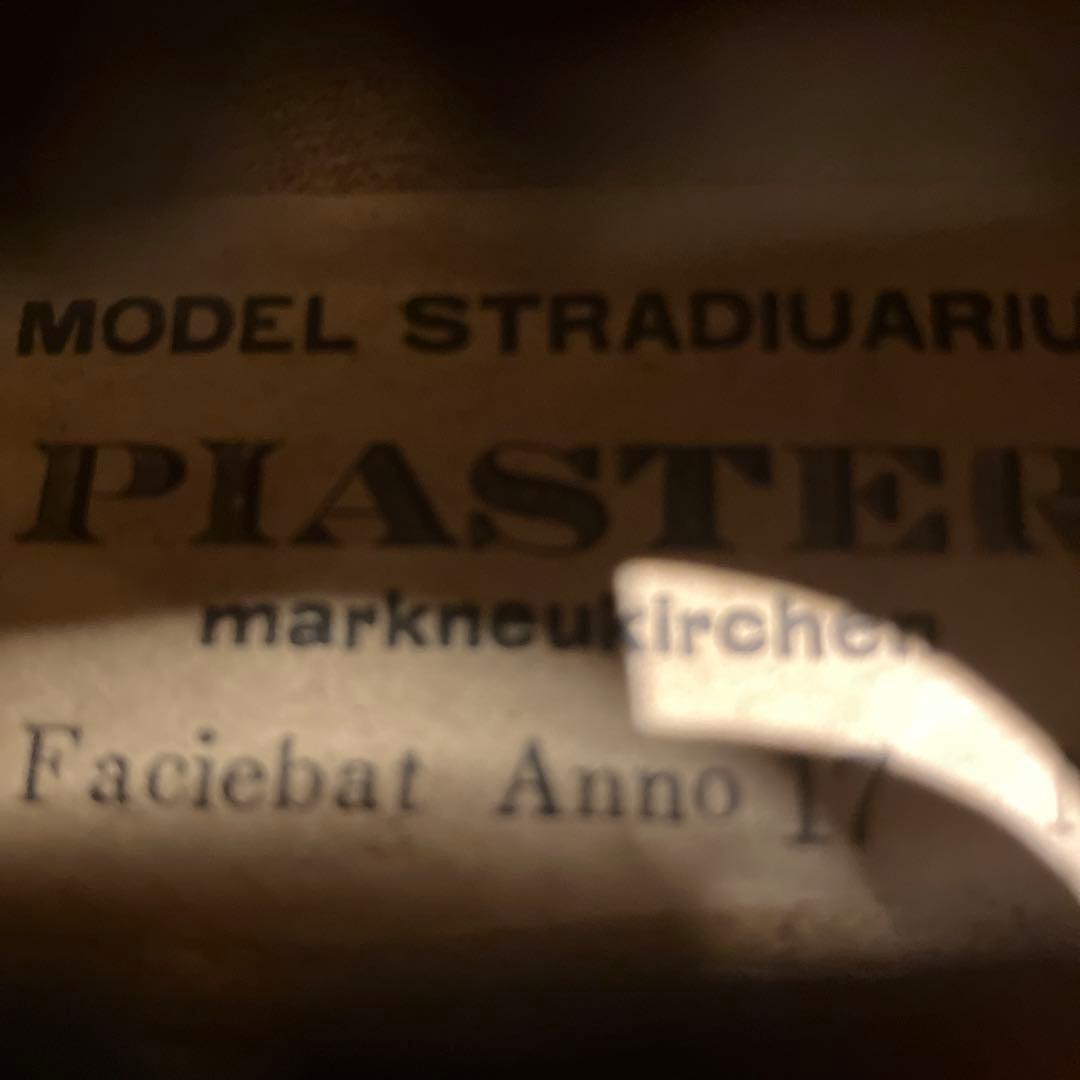 MODEL STRADIUARIU
PIASTER
markneukirchen
Faciebat Anno 17